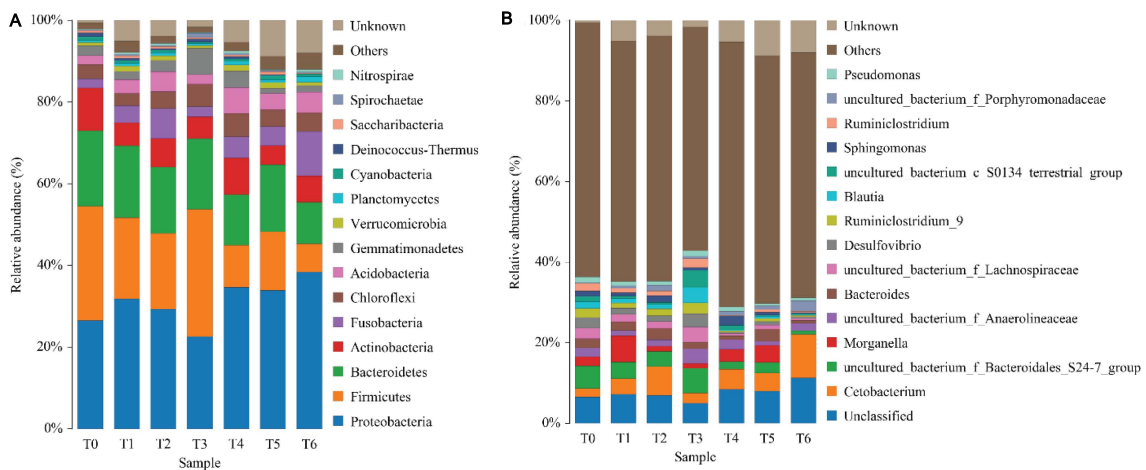 A
Relative abundance (%)
100%
80%
60%
40%
20%
0%
T0 T1 T2 T3 T4 T5 T6
Sample
Unknown
Others
Nitrospirae
Spirochaetae
Saccharibacteria
Deinococcus-Thermus
Cyanobacteria
Planctomycetes
Verrucomicrobia
Gemmatimonadetes
Acidobacteria
Chloroflexi
Fusobacteria
Actinobacteria
Bacteroidetes
Firmicutes
Proteobacteria
B
Relative abundance (%)
100%
80%
60%
40%
20%
0%
T0 T1 T2 T3 T4 T5 T6
Sample
Unknown
Others
Pseudomonas
uncultured_bacterium_f_Porphyromonadaceae
Ruminiclostridium
Sphingomonas
uncultured_bacterium_c_S0134_terrestrial_group
Blautia
Ruminiclostridium_9
Desulfovibrio
uncultured_bacterium_f_Lachnospiraceae
Bacteroides
uncultured_bacterium_f_Anaerolineaceae
Morganella
uncultured_bacterium_f_Bacteroidales_S24-7_group
Cetobacterium
Unclassified